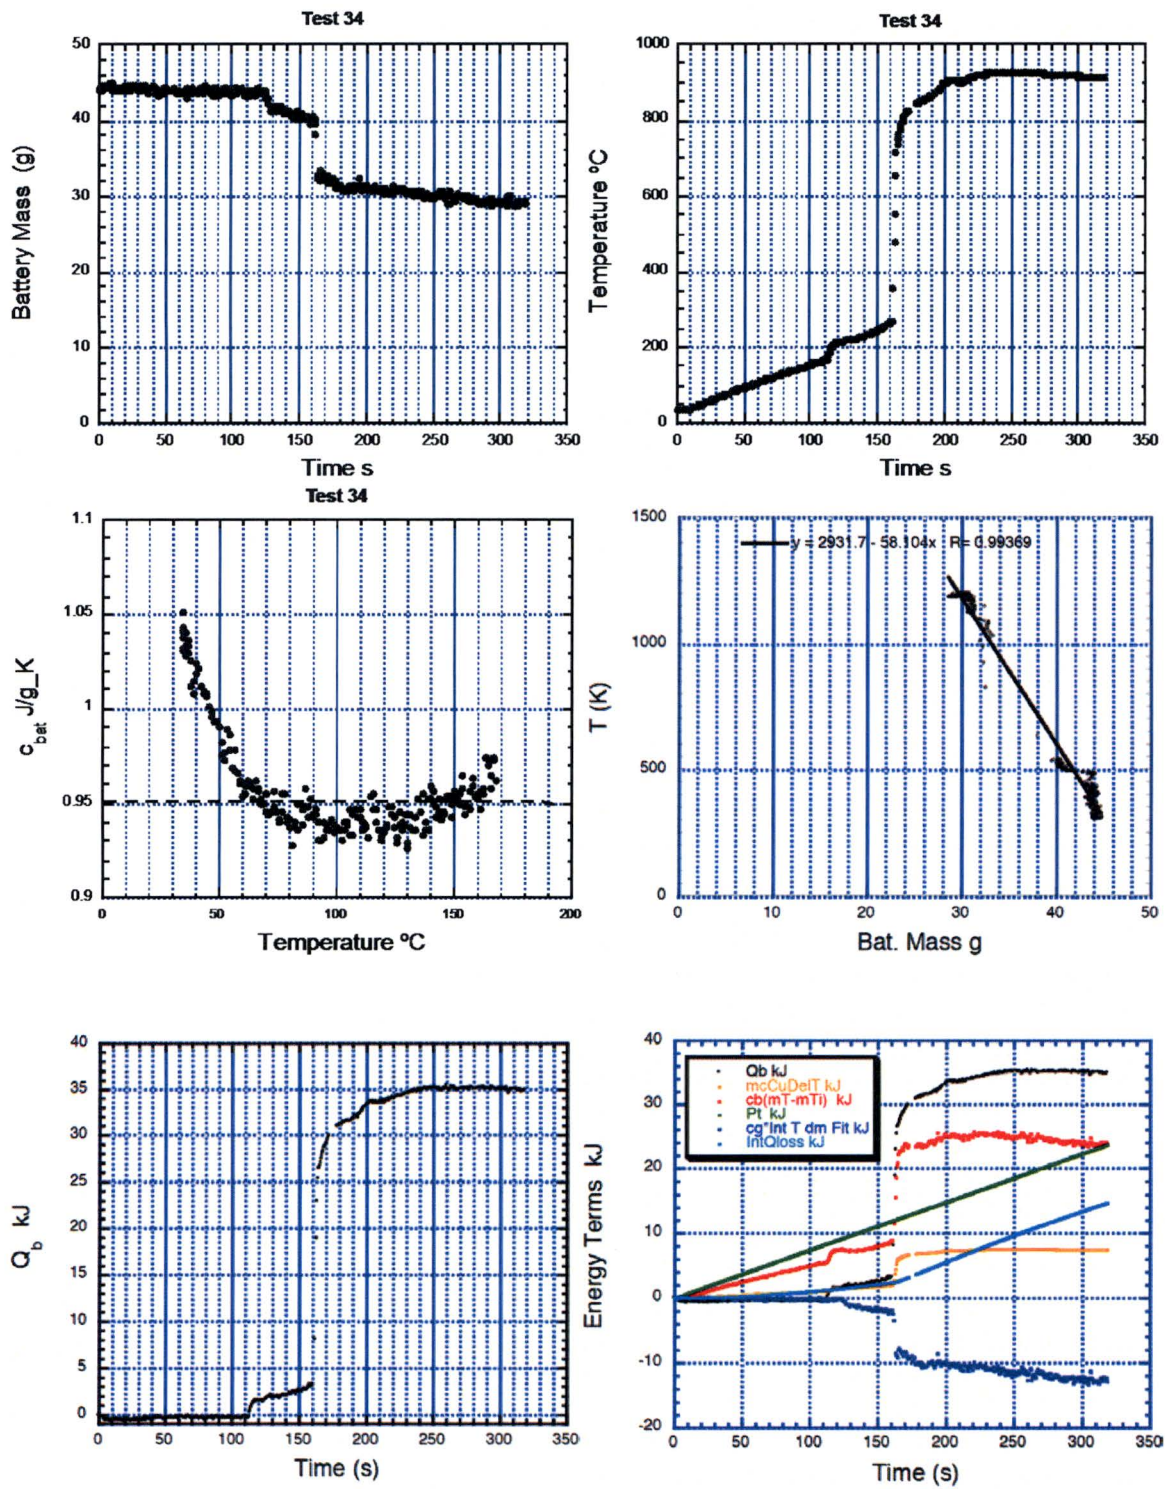 Test 34
50
40
30
20
10
0
Battery Mass (g)
0 50 100 150 200 250 300 350
Time s
Test 34
1000
800
600
400
200
0
Temperature ºC
0 50 100 150 200 250 300 350
Time s
Test 34
1.1
1.05
1
0.95
0.9
c_bat J/g_K
0 50 100 150 200
Temperature ºC
1500
1000
500
0
T (K)
y = 2931.7 - 58.104x R= 0.99369
0 10 20 30 40 50
Bat. Mass g
40
35
30
25
20
15
10
5
0
Q_b kJ
0 50 100 150 200 250 300 350
Time (s)
40
30
20
10
0
-10
-20
Energy Terms kJ
Qb kJ
mcCuDelT kJ
cb(mT-mTi) kJ
Pt kJ
cg*Int T dm Fit kJ
IntQloss kJ
0 50 100 150 200 250 300 350
Time (s)